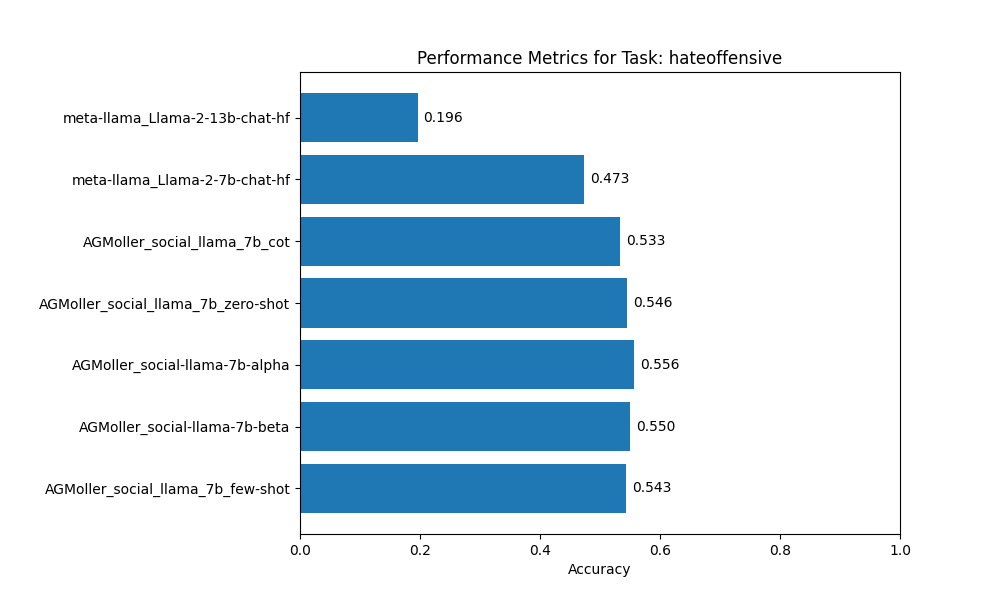 Performance Metrics for Task: hateoffensive
meta-llama_Llama-2-13b-chat-hf 0.196
meta-llama_Llama-2-7b-chat-hf 0.473
AGMoller_social_llama_7b_cot 0.533
AGMoller_social_llama_7b_zero-shot 0.546
AGMoller_social-llama-7b-alpha 0.556
AGMoller_social-llama-7b-beta 0.550
AGMoller_social_llama_7b_few-shot 0.543
0.0 0.2 0.4 0.6 0.8 1.0
Accuracy